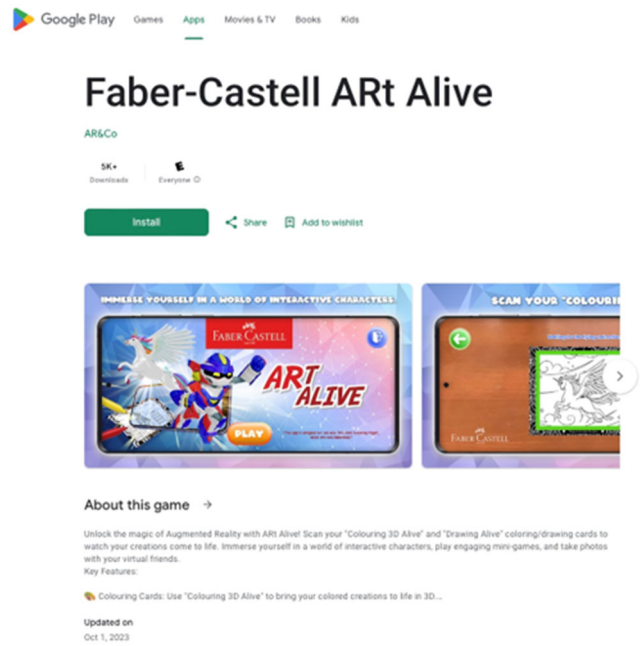 Google Play Games Apps Movies & TV Books Kids
Faber-Castell ARt Alive
AR&Co
5K+
Downloads
E
Everyone
Install Share Add to wishlist
IMMERSE YOURSELF IN A WORLD OF INTERACTIVE CHARACTERS
FABER CASTELL
ART
ALIVE
PLAY
SCAN YOUR "COLOURI
FABER CASTELL
About this game
Unlock the magic of Augmented Reality with ARt Alive! Scan your "Colouring 3D Alive" and "Drawing Alive" coloring/drawing cards to
watch your creations come to life. Immerse yourself in a world of interactive characters, play engaging mini-games, and take photos
with your virtual friends.
Key Features:
🎨 Colouring Cards: Use "Colouring 3D Alive" to bring your colored creations to life in 3D...
Updated on
Oct 1, 2023